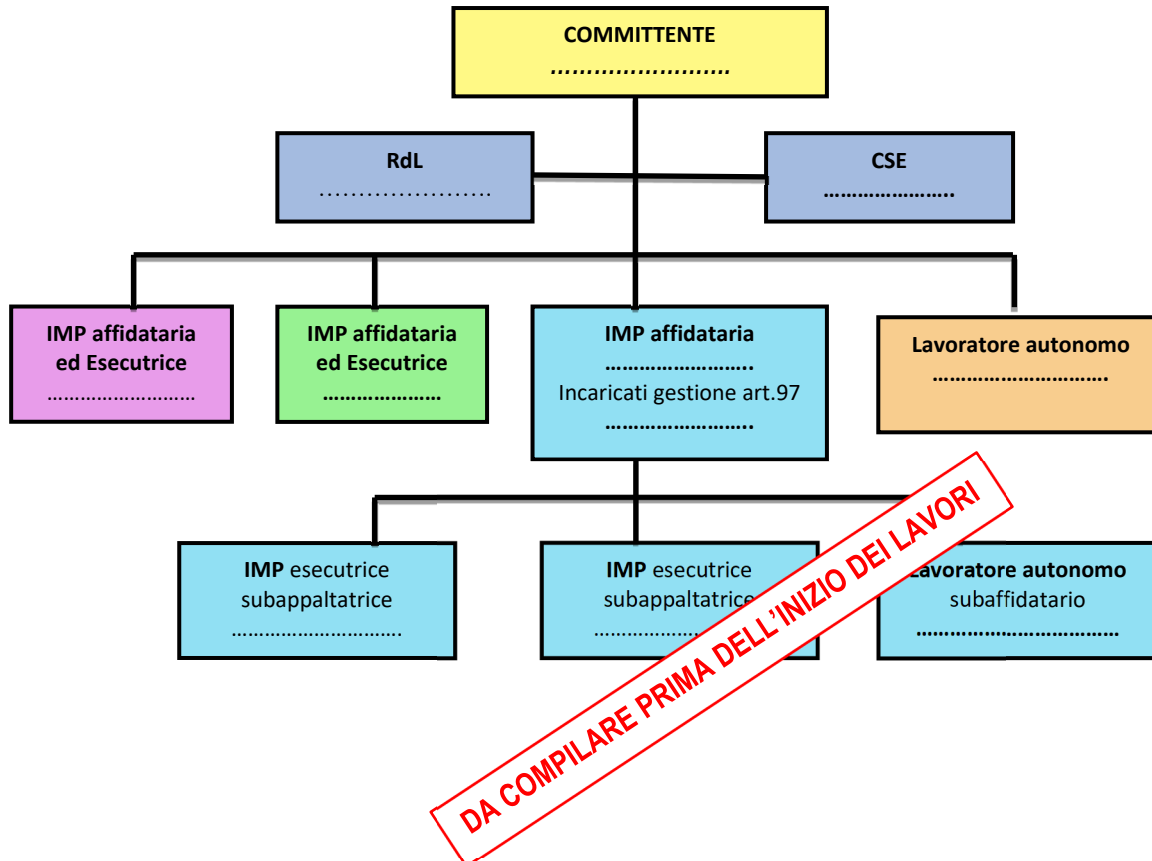 COMMITTENTE
…………………….
RdL
…………………..
CSE
…………………..
IMP affidataria
ed Esecutrice
………………………
IMP affidataria
ed Esecutrice
…………………
IMP affidataria
……………………..
Incaricati gestione art.97
……………………..
Lavoratore autonomo
………………………….
IMP esecutrice
subappaltatrice
………………………….
IMP esecutrice
subappaltatrice
………………………….
Lavoratore autonomo
subaffidatario
………………………………
DA COMPILARE PRIMA DELL'INIZIO DEI LAVORI